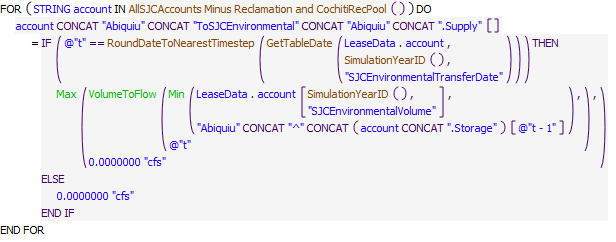 FOR ( STRING account IN AllSJCAccounts Minus Reclamation and CochitiRecPool ( ) ) DO
account CONCAT "Abiquiu" CONCAT "ToSJCEnvironmental" CONCAT "Abiquiu" CONCAT ".Supply" [ ]
= IF ( @"t" == RoundDateToNearestTimestep ( GetTableDate ( LeaseData . account ,
SimulationYearID ( ) ,
"SJCEnvironmentalTransferDate" ) ) ) THEN
Max ( VolumeToFlow ( Min ( LeaseData . account [ SimulationYearID ( ) ,
"SJCEnvironmentalVolume" ] ,
"Abiquiu" CONCAT "^" CONCAT ( account CONCAT ".Storage" ) [ @"t - 1" ] ) ,
@"t" ) ,
0.0000000 "cfs" )
ELSE
0.0000000 "cfs"
END IF
END FOR